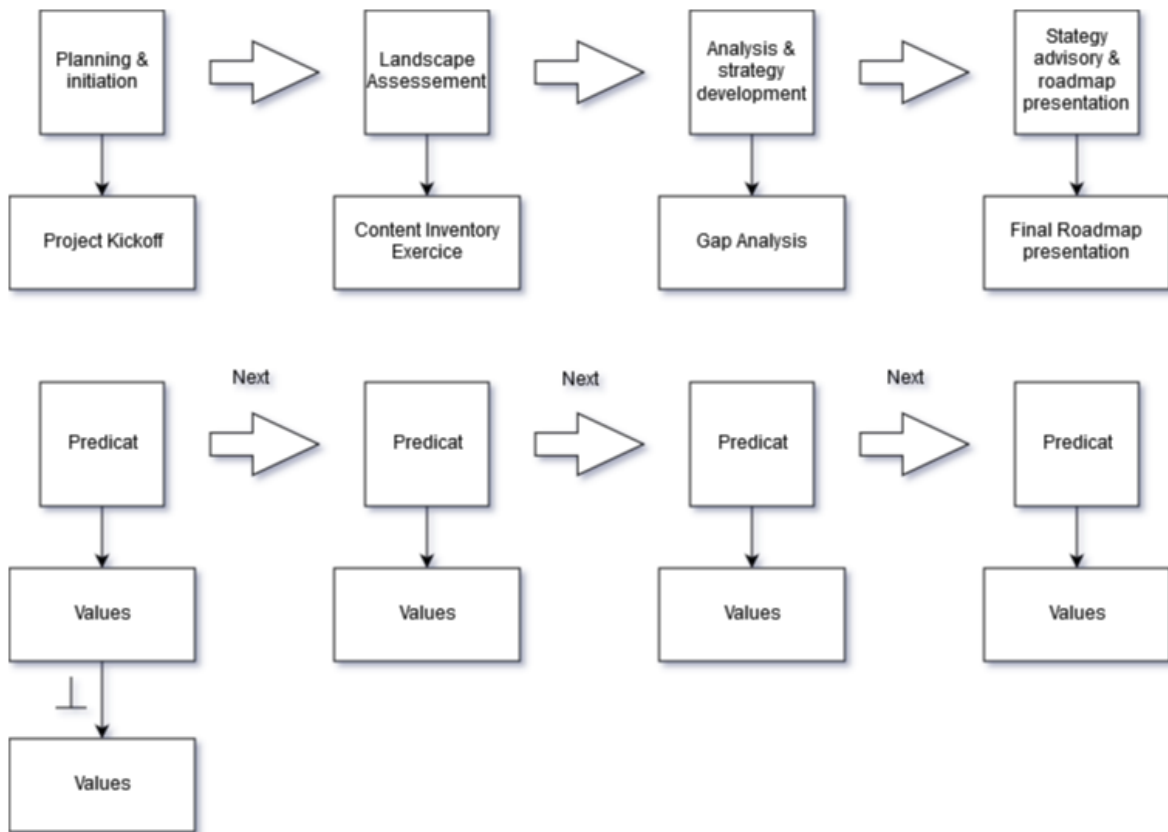 Planning &
initiation
Landscape
Assessement
Analysis &
strategy
development
Stategy
advisory &
roadmap
presentation
Project Kickoff
Content Inventory
Exercice
Gap Analysis
Final Roadmap
presentation
Next
Next
Next
Predicat
Predicat
Predicat
Predicat
Values
Values
Values
Values
⊥
Values